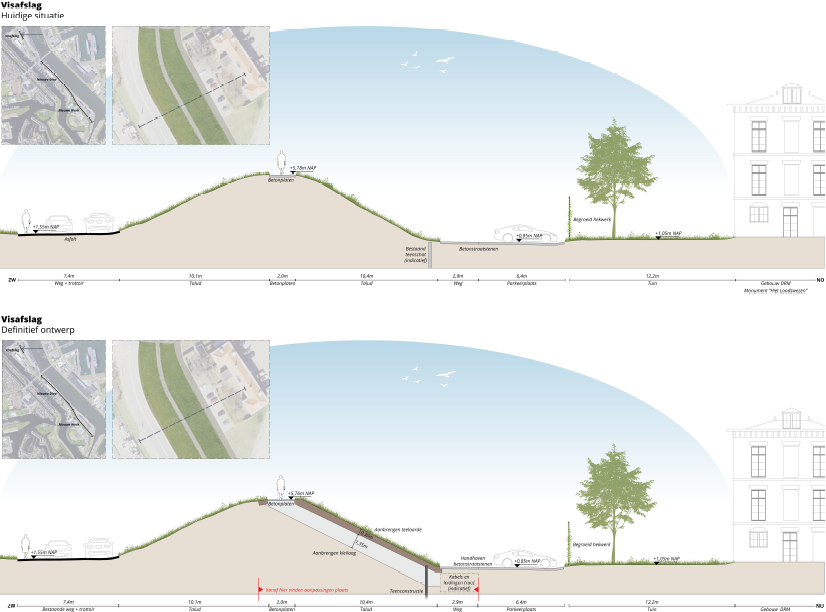 Visafslag
Huidige situatie
+5,78m NAP
Betonplaten
+1,55m NAP
Asfalt
Begroeid hekwerk
+0,85m NAP
+1,05m NAP
Bestaand
teenschot
(indicatief)
Betonstraatstenen
ZW
7,4m
10,1m
2,0m
10,4m
2,9m
6,4m
12,2m
NO
Weg + trottoir
Talud
Betonplaten
Talud
Weg
Parkeerplaats
Tuin
Gebouw DRM
Monument "Het Loodswezen"
Visafslag
Definitief ontwerp
+5,76m NAP
Betonplaten
Aanbrengen teelaarde
+1,55m NAP
Aanbrengen kleilaag
1,35m
Handhaven
betonstraatstenen
Begroeid hekwerk
+0,85m NAP
+1,05m NAP
Kabels en
leidingen tracé
(indicatief)
Vanaf hier vinden aanpassingen plaats
Teenconstructie
ZW
7,4m
10,1m
2,0m
10,4m
2,9m
6,4m
12,2m
NO
Bestaande weg + trottoir
Talud
Betonplaten
Talud
Weg
Parkeerplaats
Tuin
Gebouw DRM